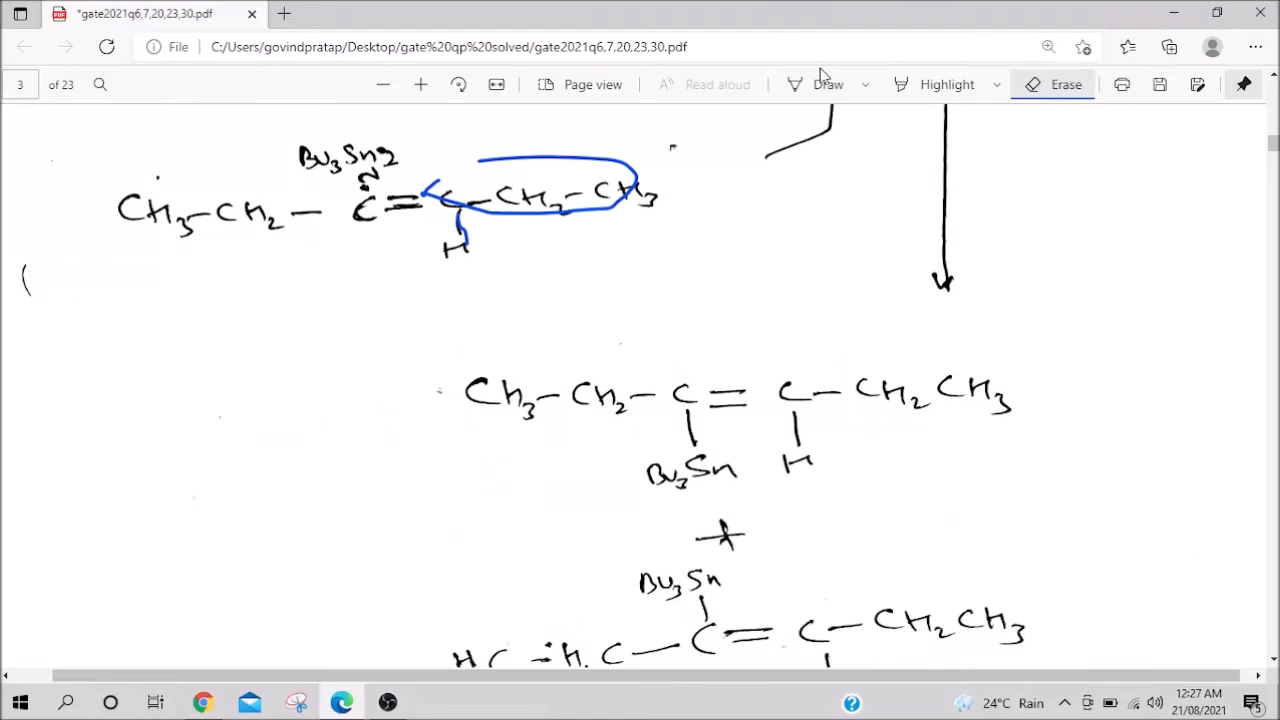 *gate2021q6,7,20,23,30.pdf
File C:/Users/govindpratap/Desktop/gate%20qp%20solved/gate2021q6,7,20,23,30.pdf
3 of 23 Page view Read aloud Draw Highlight Erase
Bu3Sn
CH3-CH2-C=C-CH2-CH3
H
CH3-CH2-C=C-CH2CH3
Bu3Sn H
+
Bu3Sn
C=C-CH2CH3
24°C Rain 12:27 AM
21/08/2021
5